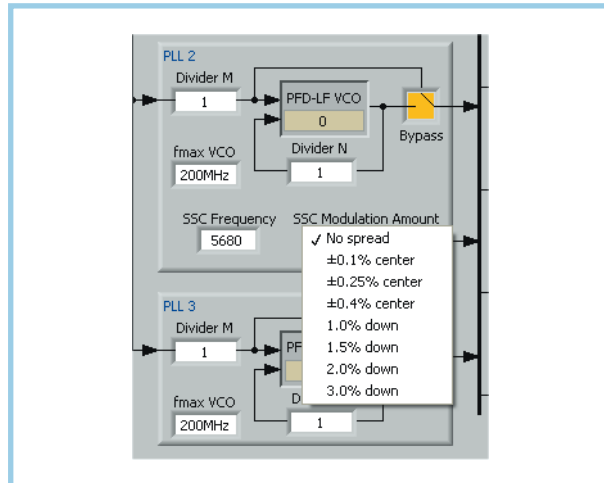 PLL 2
Divider M
1
PFD-LF VCO
0
Bypass
fmax VCO
200MHz
Divider N
1
SSC Frequency
5680
SSC Modulation Amount
✓ No spread
±0.1% center
±0.25% center
±0.4% center
1.0% down
1.5% down
2.0% down
3.0% down
PLL 3
Divider M
1
fmax VCO
200MHz
1